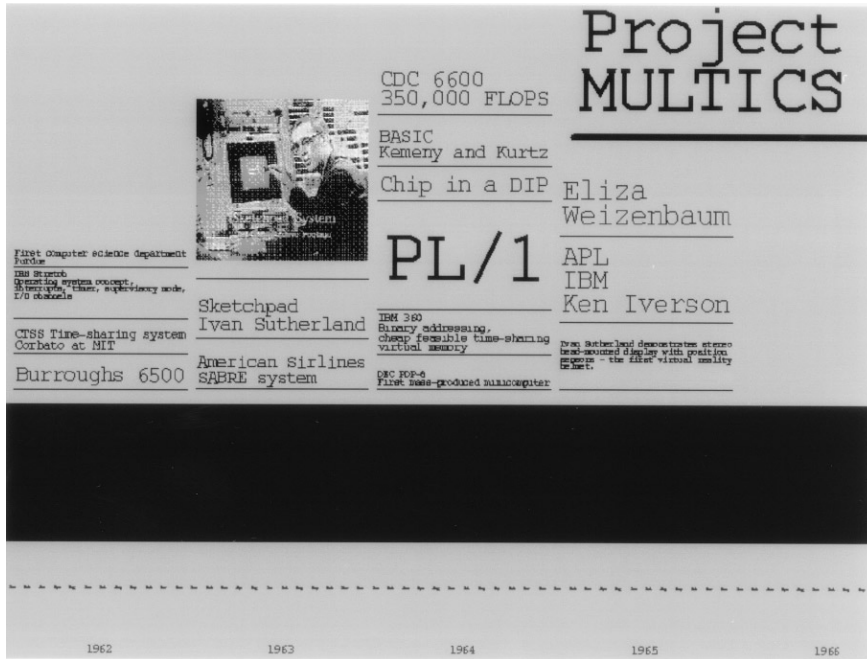 Project
MULTICS
CDC 6600
350,000 FLOPS
BASIC
Kemeny and Kurtz
Chip in a DIP
Eliza
Weizenbaum
PL/1
APL
IBM
Ken Iverson
First computer science department
Purdue
IBM Stretch
Operating system concept,
interrupts, timer, supervisory mode,
I/O channels
CTSS Time-sharing system
Corbato at MIT
Burroughs 6500
System
Sketchpad
Ivan Sutherland
American Sirlines
sABRE system
IBM 360
Binary addressing,
cheap feasible time-sharing
virtual memory
DEC PDP-8
First mass-produced minicomputer
Sutherland demonstrates stereo
head-mounted display with position
sensors - the first virtual reality
helmet.
1962
1963
1964
1965
1966